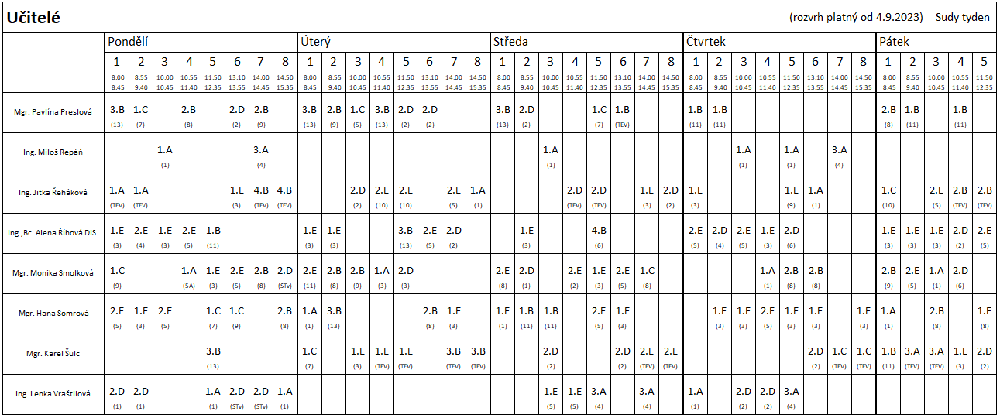 Učitelé (rozvrh platný od 4.9.2023) Sudy tyden
Pondělí Úterý Středa Čtvrtek Pátek
1 2 3 4 5 6 7 8 1 2 3 4 5 6 7 8 1 2 3 4 5 6 7 8 1 2 3 4 5 6 7 8 1 2 3 4 5
8:00 8:55 10:00 10:55 11:50 13:10 14:00 14:50 8:00 8:55 10:00 10:55 11:50 13:10 14:00 14:50 8:00 8:55 10:00 10:55 11:50 13:10 14:00 14:50 8:00 8:55 10:00 10:55 11:50 13:10 14:00 14:50 8:00 8:55 10:00 10:55 11:50
8:45 9:40 10:45 11:40 12:35 13:55 14:45 15:35 8:45 9:40 10:45 11:40 12:35 13:55 14:45 15:35 8:45 9:40 10:45 11:40 12:35 13:55 14:45 15:35 8:45 9:40 10:45 11:40 12:35 13:55 14:45 15:35 8:45 9:40 10:45 11:40 12:35
3.B 1.C 2.B 2.D 2.B 3.B 2.B 1.C 3.B 2.D 2.D 3.B 2.D 1.C 1.B 1.B 1.B 2.B 1.B 1.B
Mgr. Pavlína Preslová
(13) (7) (8) (2) (9) (13) (9) (5) (13) (2) (2) (13) (2) (7) (TEV) (11) (11) (8) (11) (11)
1.A 3.A 1.A 1.A 1.A 3.A
Ing. Miloš Repáň
(1) (4) (1) (1) (1) (4)
1.A 1.A 1.E 4.B 4.B 2.D 2.E 2.E 2.E 1.A 2.D 2.D 1.E 2.D 1.E 1.E 1.A 1.C 2.E 2.B 2.B
Ing. Jitka Řeháková
(TEV) (TEV) (3) (TEV) (TEV) (2) (10) (10) (5) (1) (TEV) (TEV) (3) (2) (3) (9) (1) (10) (5) (TEV) (TEV)
1.E 2.E 1.E 2.E 1.B 1.E 1.E 3.B 2.E 2.D 1.E 4.B 2.E 2.D 2.E 1.E 2.D 1.E 1.E 1.E 2.D 2.E
Ing.,Bc. Alena Říhová DiS.
(3) (4) (3) (5) (11) (3) (3) (13) (5) (2) (3) (6) (5) (4) (5) (3) (6) (3) (3) (3) (2) (5)
1.C 1.A 1.E 2.E 2.B 2.D 2.E 2.B 2.B 1.A 2.D 2.E 2.D 2.E 1.E 2.E 1.C 1.A 2.B 2.B 2.B 2.E 1.A 2.D
Mgr. Monika Smolková
(9) (5A) (3) (5) (8) (STv) (11) (8) (9) (3) (3) (8) (1) (2) (3) (5) (8) (1) (8) (8) (9) (5) (1) (6)
2.E 1.E 2.E 1.C 1.C 2.B 1.A 3.B 2.B 1.E 1.E 1.B 1.B 2.E 1.E 1.E 1.E 2.E 1.E 1.E 1.E 1.A 2.B 1.E
Mgr. Hana Somrová
(5) (3) (5) (7) (9) (8) (1) (13) (8) (3) (1) (11) (11) (5) (3) (3) (3) (5) (3) (3) (3) (1) (8) (8)
3.B 1.C 1.E 1.E 1.E 3.B 3.B 2.D 2.D 2.E 2.E 2.D 1.C 1.C 1.B 3.A 3.A 1.E 2.D
Mgr. Karel Šulc
(13) (7) (3) (TEV) (TEV) (TEV) (TEV) (2) (2) (TEV) (TEV) (2) (TEV) (TEV) (11) (TEV) (TEV) (3) (2)
2.D 2.D 1.A 2.D 2.D 1.A 1.E 1.E 3.A 3.A 1.A 2.D 2.D 3.A
Ing. Lenka Vraštilová
(1) (1) (1) (STv) (STv) (1) (5) (5) (4) (4) (1) (2) (2) (4)